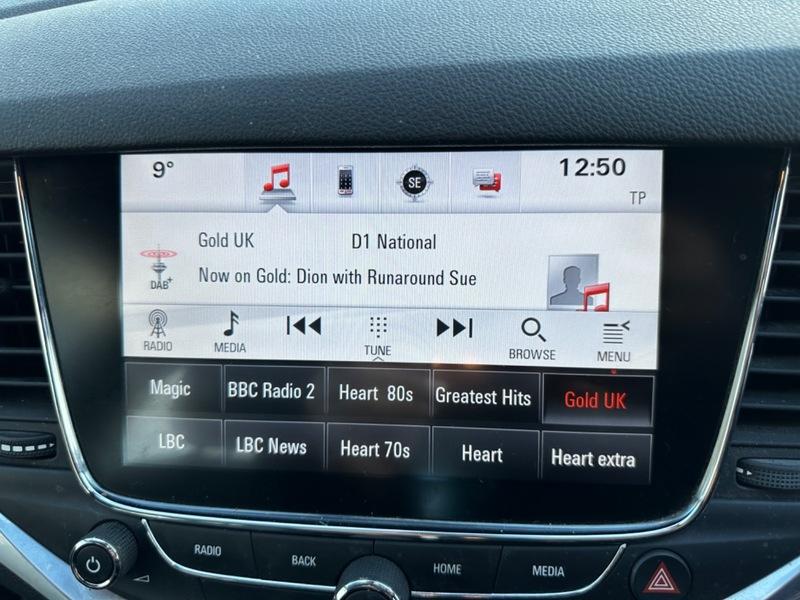 9°
SE
12:50
TP
Gold UK D1 National
DAB+
Now on Gold: Dion with Runaround Sue
RADIO MEDIA TUNE BROWSE MENU
Magic BBC Radio 2 Heart 80s Greatest Hits Gold UK
LBC LBC News Heart 70s Heart Heart extra
RADIO BACK HOME MEDIA